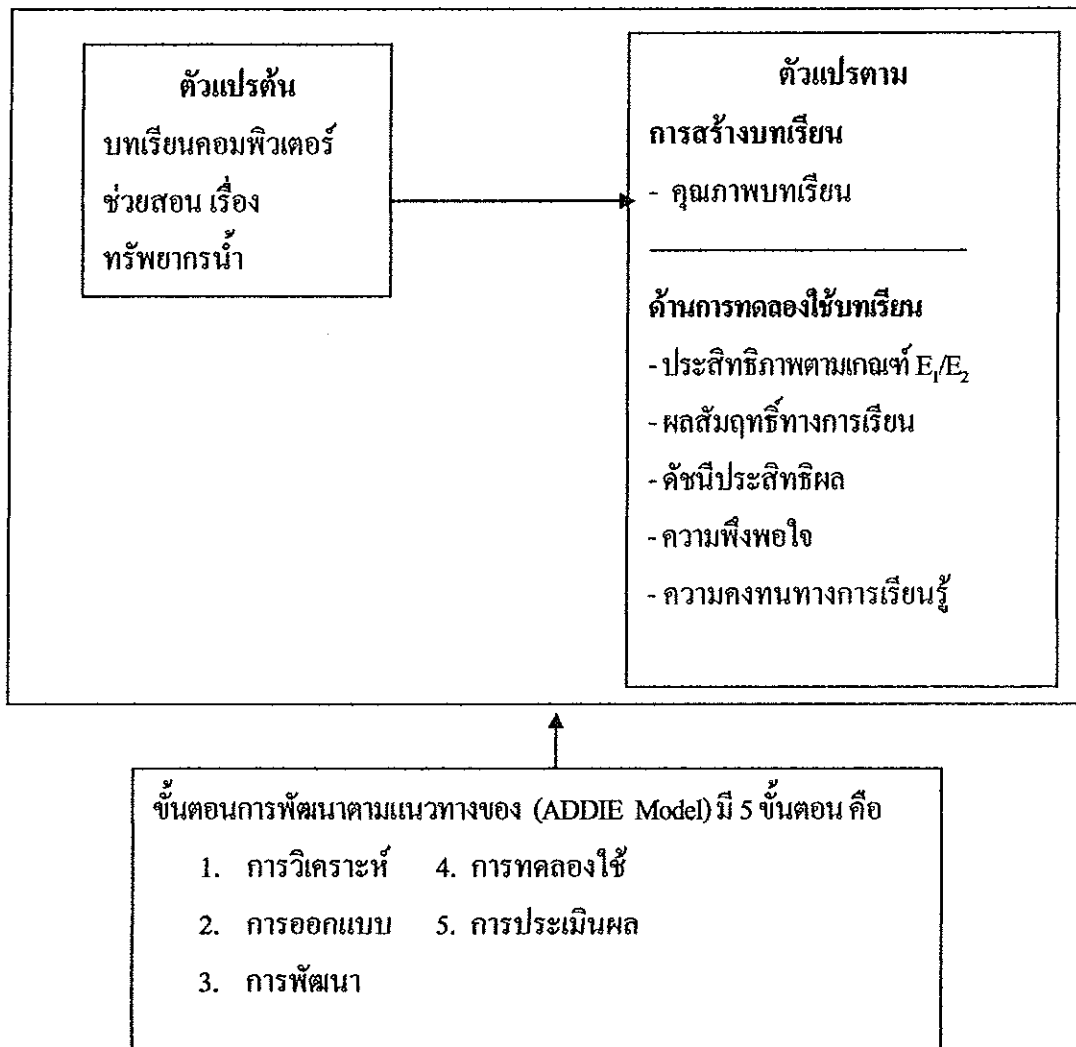 ตัวแปรต้น
บทเรียนคอมพิวเตอร์
ช่วยสอน เรื่อง
ทรัพยากรน้ำ
ตัวแปรตาม
การสร้างบทเรียน
- คุณภาพบทเรียน
ด้านการทดลองใช้บทเรียน
- ประสิทธิภาพตามเกณฑ์ E₁/E₂
- ผลสัมฤทธิ์ทางการเรียน
- ดัชนีประสิทธิผล
- ความพึงพอใจ
- ความคงทนทางการเรียนรู้
ขั้นตอนการพัฒนาตามแนวทางของ (ADDIE Model) มี 5 ขั้นตอน คือ
1. การวิเคราะห์ 4. การทดลองใช้
2. การออกแบบ 5. การประเมินผล
3. การพัฒนา